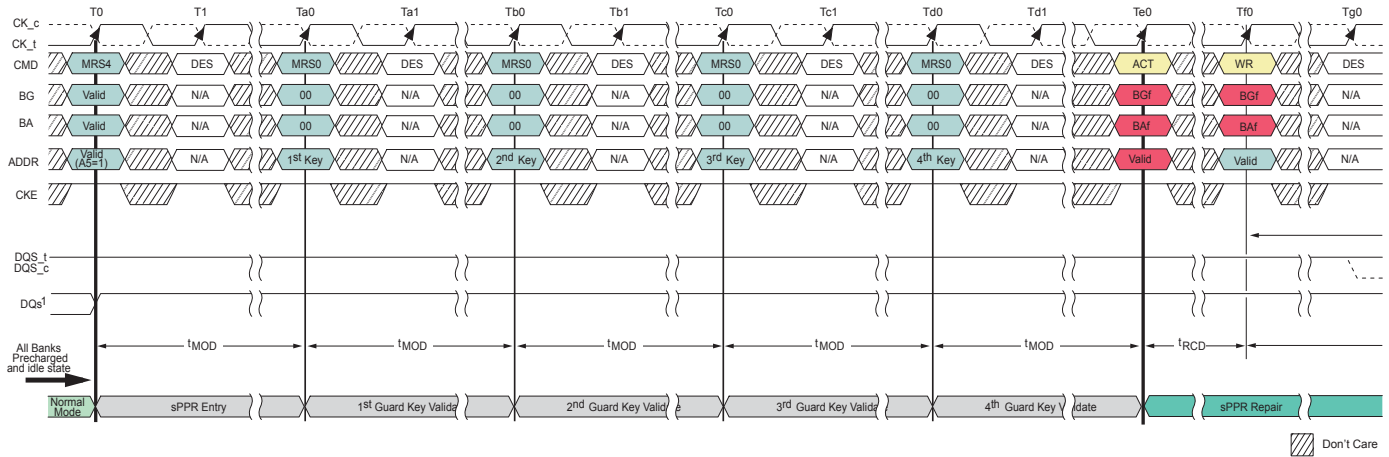 T0 T1 Ta0 Ta1 Tb0 Tb1 Tc0 Tc1 Td0 Td1 Te0 Tf0 Tg0
CK_c
CK_t
CMD MRS4 DES MRS0 DES MRS0 DES MRS0 DES MRS0 DES ACT WR DES
BG Valid N/A 00 N/A 00 N/A 00 N/A 00 N/A BGf BGf N/A
BA Valid N/A 00 N/A 00 N/A 00 N/A 00 N/A BAf BAf N/A
ADDR Valid (A5=1) N/A 1st Key N/A 2nd Key N/A 3rd Key N/A 4th Key N/A Valid Valid N/A
CKE
DQS_t
DQS_c
DQs1
tMOD tMOD tMOD tMOD tMOD tRCD
All Banks
Precharged
and idle state
Normal Mode sPPR Entry 1st Guard Key Valida 2nd Guard Key Valid e 3rd Guard Key Valida 4th Guard Key V idate sPPR Repair
Don't Care